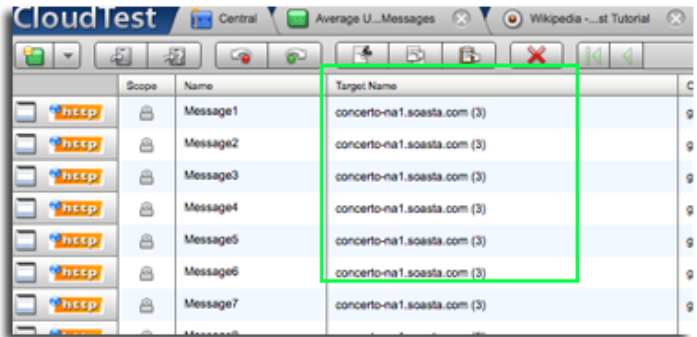 CloudTest Central Average U...Messages Wikipedia -...st Tutorial
Scope Name Target Name C
http Message1 concerto-na1.soasta.com (3) g
http Message2 concerto-na1.soasta.com (3) g
http Message3 concerto-na1.soasta.com (3) g
http Message4 concerto-na1.soasta.com (3) g
http Message5 concerto-na1.soasta.com (3) g
http Message6 concerto-na1.soasta.com (3) g
http Message7 concerto-na1.soasta.com (3) g